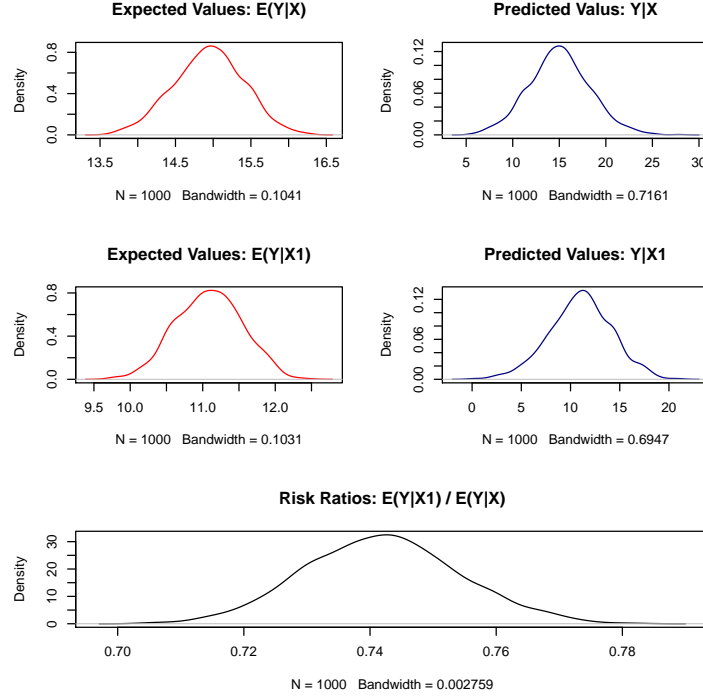 Expected Values: E(Y|X)
Density
0.0
0.4
0.8
13.5 14.5 15.5 16.5
N = 1000 Bandwidth = 0.1041
Predicted Valus: Y|X
Density
0.00
0.06
0.12
5 10 15 20 25 30
N = 1000 Bandwidth = 0.7161
Expected Values: E(Y|X1)
Density
0.0
0.4
0.8
9.5 10.0 11.0 12.0
N = 1000 Bandwidth = 0.1031
Predicted Values: Y|X1
Density
0.00
0.06
0.12
0 5 10 15 20
N = 1000 Bandwidth = 0.6947
Risk Ratios: E(Y|X1) / E(Y|X)
Density
0
10
20
30
0.70 0.72 0.74 0.76 0.78
N = 1000 Bandwidth = 0.002759